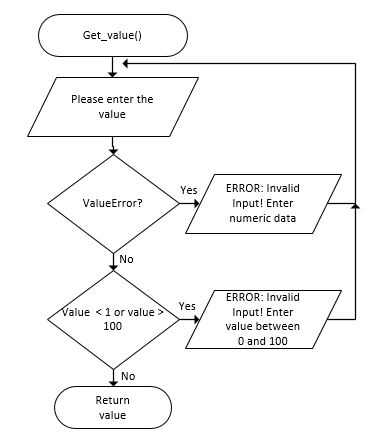 Get_value()
Please enter the
value
ValueError?
Yes
ERROR: Invalid
Input! Enter
numeric data
No
Value < 1 or value >
100
Yes
ERROR: Invalid
Input! Enter
value between
0 and 100
No
Return
value